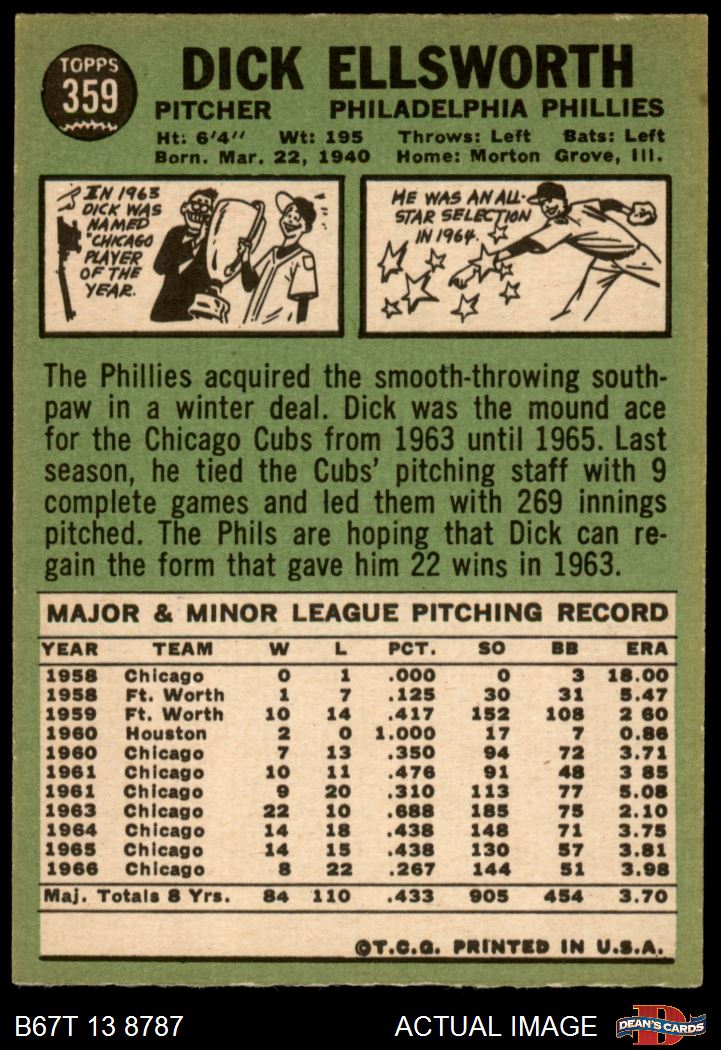 TOPPS
359
DICK ELLSWORTH
PITCHER PHILADELPHIA PHILLIES
Ht: 6'4" Wt: 195 Throws: Left Bats: Left
Born. Mar. 22, 1940 Home: Morton Grove, Ill.
IN 1963
DICK WAS
NAMED
"CHICAGO
PLAYER
OF THE
YEAR.
HE WAS AN ALL-
STAR SELECTION
IN 1964.
The Phillies acquired the smooth-throwing south-
paw in a winter deal. Dick was the mound ace
for the Chicago Cubs from 1963 until 1965. Last
season, he tied the Cubs' pitching staff with 9
complete games and led them with 269 innings
pitched. The Phils are hoping that Dick can re-
gain the form that gave him 22 wins in 1963.
MAJOR & MINOR LEAGUE PITCHING RECORD
YEAR TEAM W L PCT. SO BB ERA
1958 Chicago 0 1 .000 0 3 18.00
1958 Ft. Worth 1 7 .125 30 31 5.47
1959 Ft. Worth 10 14 .417 152 108 2 60
1960 Houston 2 0 1.000 17 7 0.86
1960 Chicago 7 13 .350 94 72 3.71
1961 Chicago 10 11 .476 91 48 3 85
1961 Chicago 9 20 .310 113 77 5.08
1963 Chicago 22 10 .688 185 75 2.10
1964 Chicago 14 18 .438 148 71 3.75
1965 Chicago 14 15 .438 130 57 3.81
1966 Chicago 8 22 .267 144 51 3.98
Maj. Totals 8 Yrs. 84 110 .433 905 454 3.70
©T.C.G. PRINTED IN U.S.A.
B67T 13 8787 ACTUAL IMAGE
D
DEAN'S CARDS